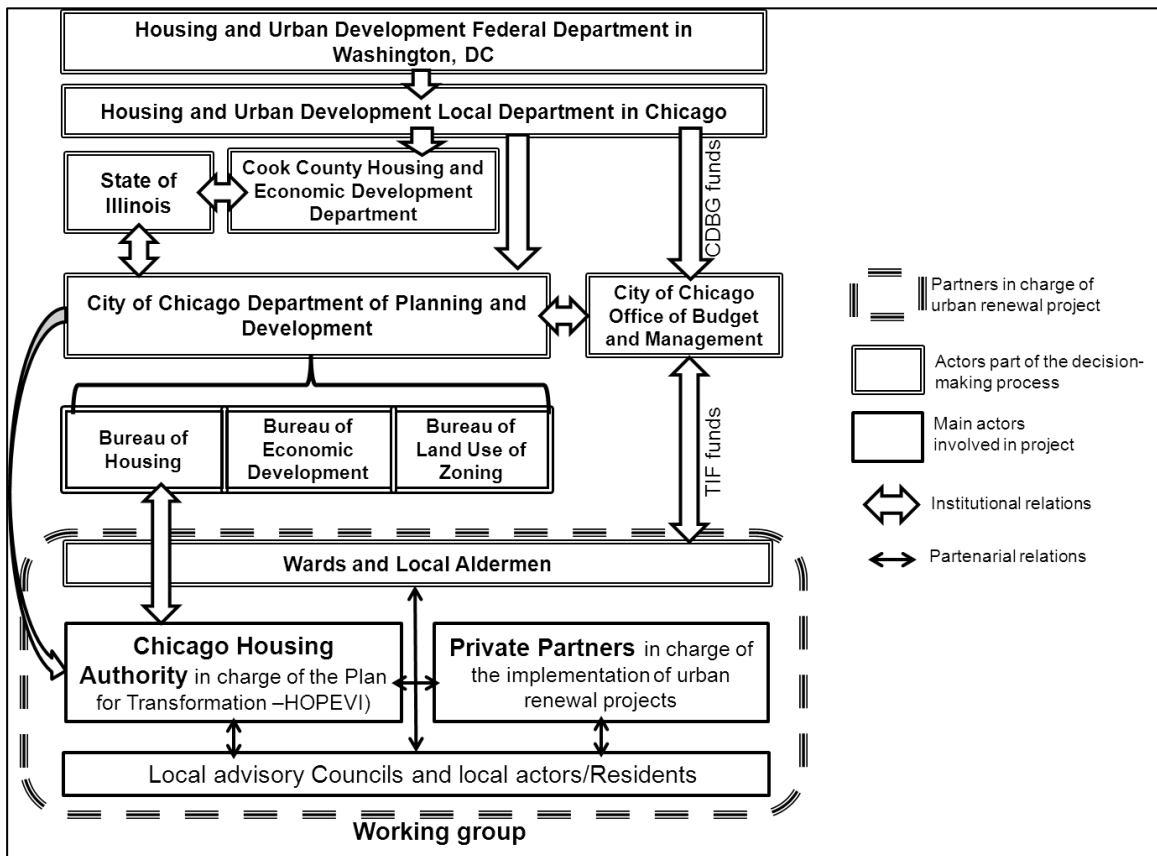 Housing and Urban Development Federal Department in
Washington, DC
Housing and Urban Development Local Department in Chicago
State of
Illinois
Cook County Housing and
Economic Development
Department
CDBG funds
City of Chicago Department of Planning and
Development
City of Chicago
Office of Budget
and Management
Bureau of
Housing
Bureau of
Economic
Development
Bureau of
Land Use of
Zoning
TIF funds
Wards and Local Aldermen
Chicago Housing
Authority in charge of the Plan
for Transformation –HOPEVI)
Private Partners in charge of
the implementation of urban
renewal projects
Local advisory Councils and local actors/Residents
Working group
Partners in charge of
urban renewal project
Actors part of the decision-
making process
Main actors
involved in project
Institutional relations
Partenarial relations